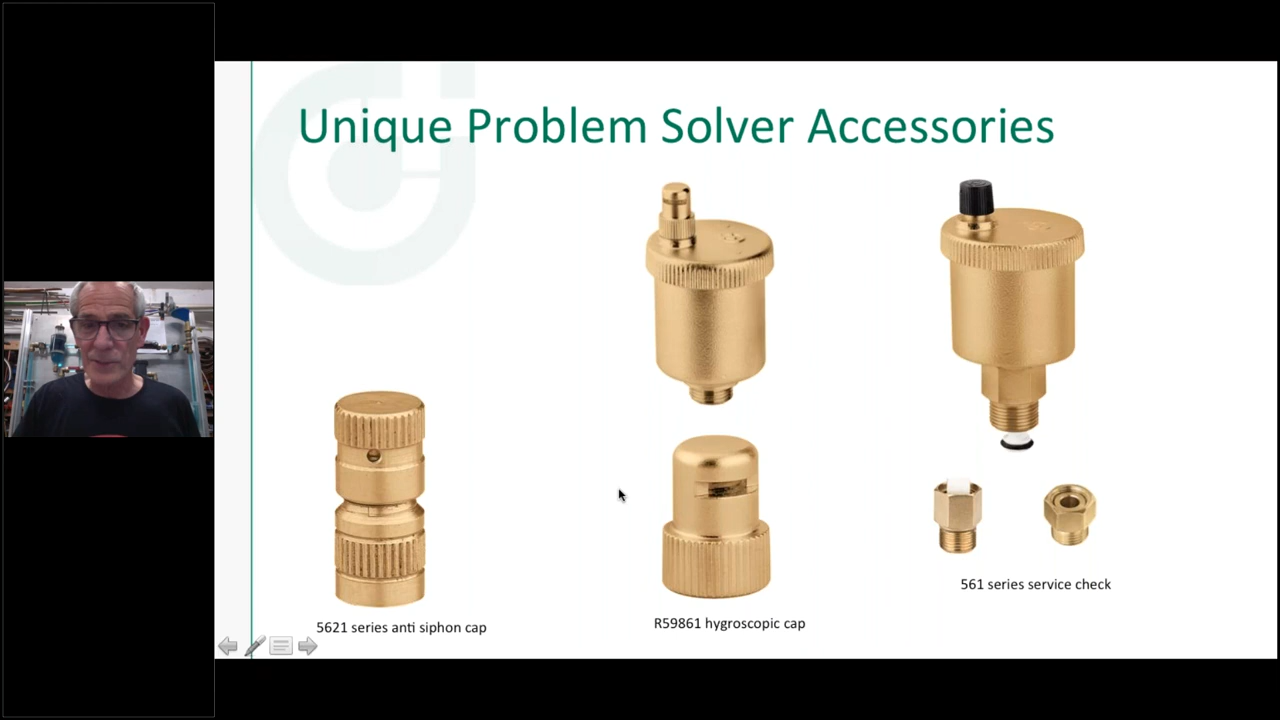 Unique Problem Solver Accessories
5621 series anti siphon cap
R59861 hygroscopic cap
561 series service check